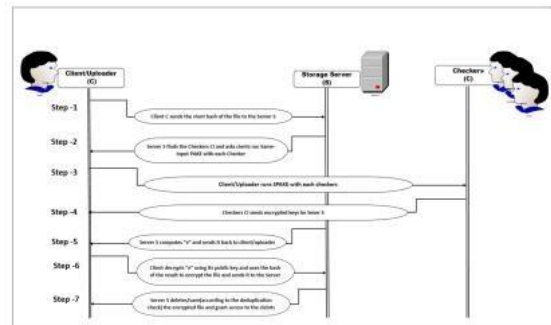 Client/Uploader
(C)
Storage Server
(S)
Checkers
(C)
Step -1
Client C sends the short hash of the file to the Server S
Step -2
Server S finds the Checkers Ci and asks clients run Same-
Input PAKE with each Checker
Step -3
Client/Uploader runs SPAKE with each checkers
Step -4
Checkers Ci sends encrypted keys for Sever S
Step -5
Server S computes "e" and sends it back to client/uploader
Step -6
Client decrypts "e" using its public key and uses the hash
of the result to encrypt the file and sends it to the Server
Step -7
Server S deletes/save(according to the deduplication
check) the encrypted file and grant access to the clients